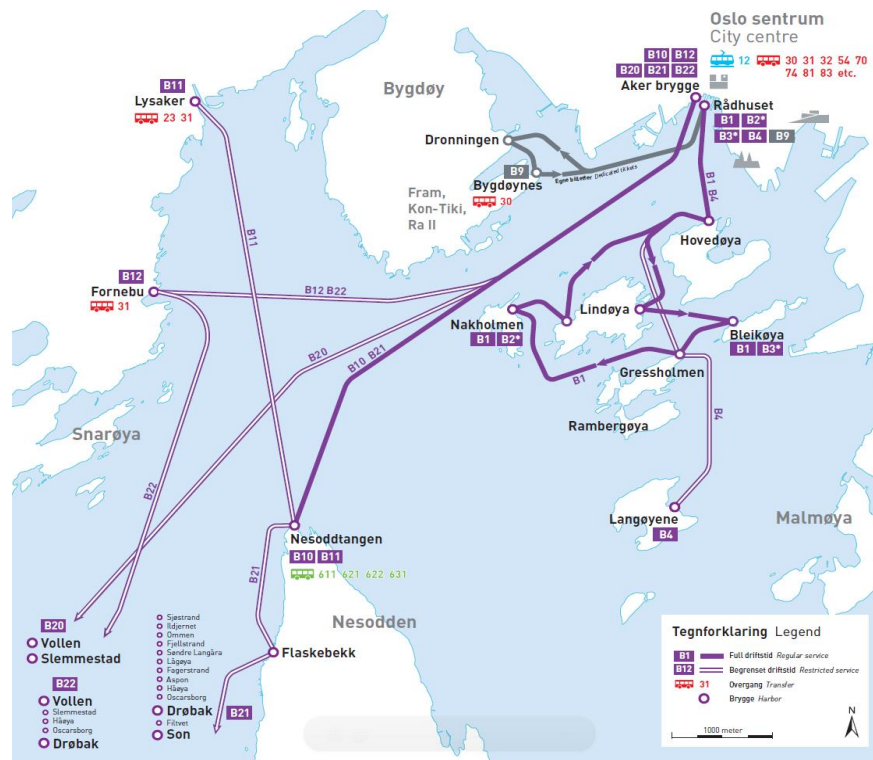 Oslo sentrum
City centre
12 30 31 32 54 70
74 81 83 etc.
B10 B12
B20 B21 B22
Aker brygge
Rådhuset
B1 B2*
B3* B4 B9
B11
Lysaker
23 31
Bygdøy
Dronningen
B9
Bygdøynes
30
Egne billetter Dedicated tickets
Fram,
Kon-Tiki,
Ra II
B1 B4
Hovedøya
B11
B12
Fornebu
31
B12 B22
Nakholmen
B1 B2*
Lindøya
Bleikøya
B1 B3*
B20
B10 B21
B1
Gressholmen
Rambergøya
B4
Snarøya
B22
Langøyene
B4
Malmøya
Nesoddtangen
B10 B11
611 621 622 631
B21
Nesodden
Flaskebekk
B20
Vollen
Slemmestad
B22
Vollen
Slemmestad
Håøya
Oscarsborg
Drøbak
Sjøstrand
Ildjernet
Ommen
Fjellstrand
Søndre Langåra
Lågøya
Fagerstrand
Aspon
Håøya
Oscarsborg
Drøbak
Filtvet
Son
B21
Tegnforklaring Legend
B1 Full driftstid Regular service
B12 Begrenset driftstid Restricted service
31 Overgang Transfer
Brygge Harbor
1000 meter
N